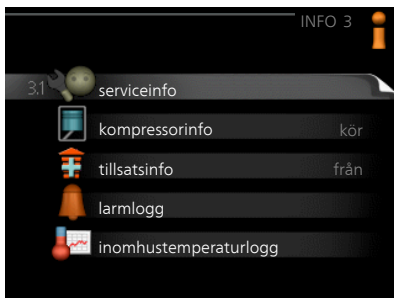 INFO 3
3.1 serviceinfo
kompressorinfo kör
tillsatsinfo från
larmlogg
inomhustemperaturlogg